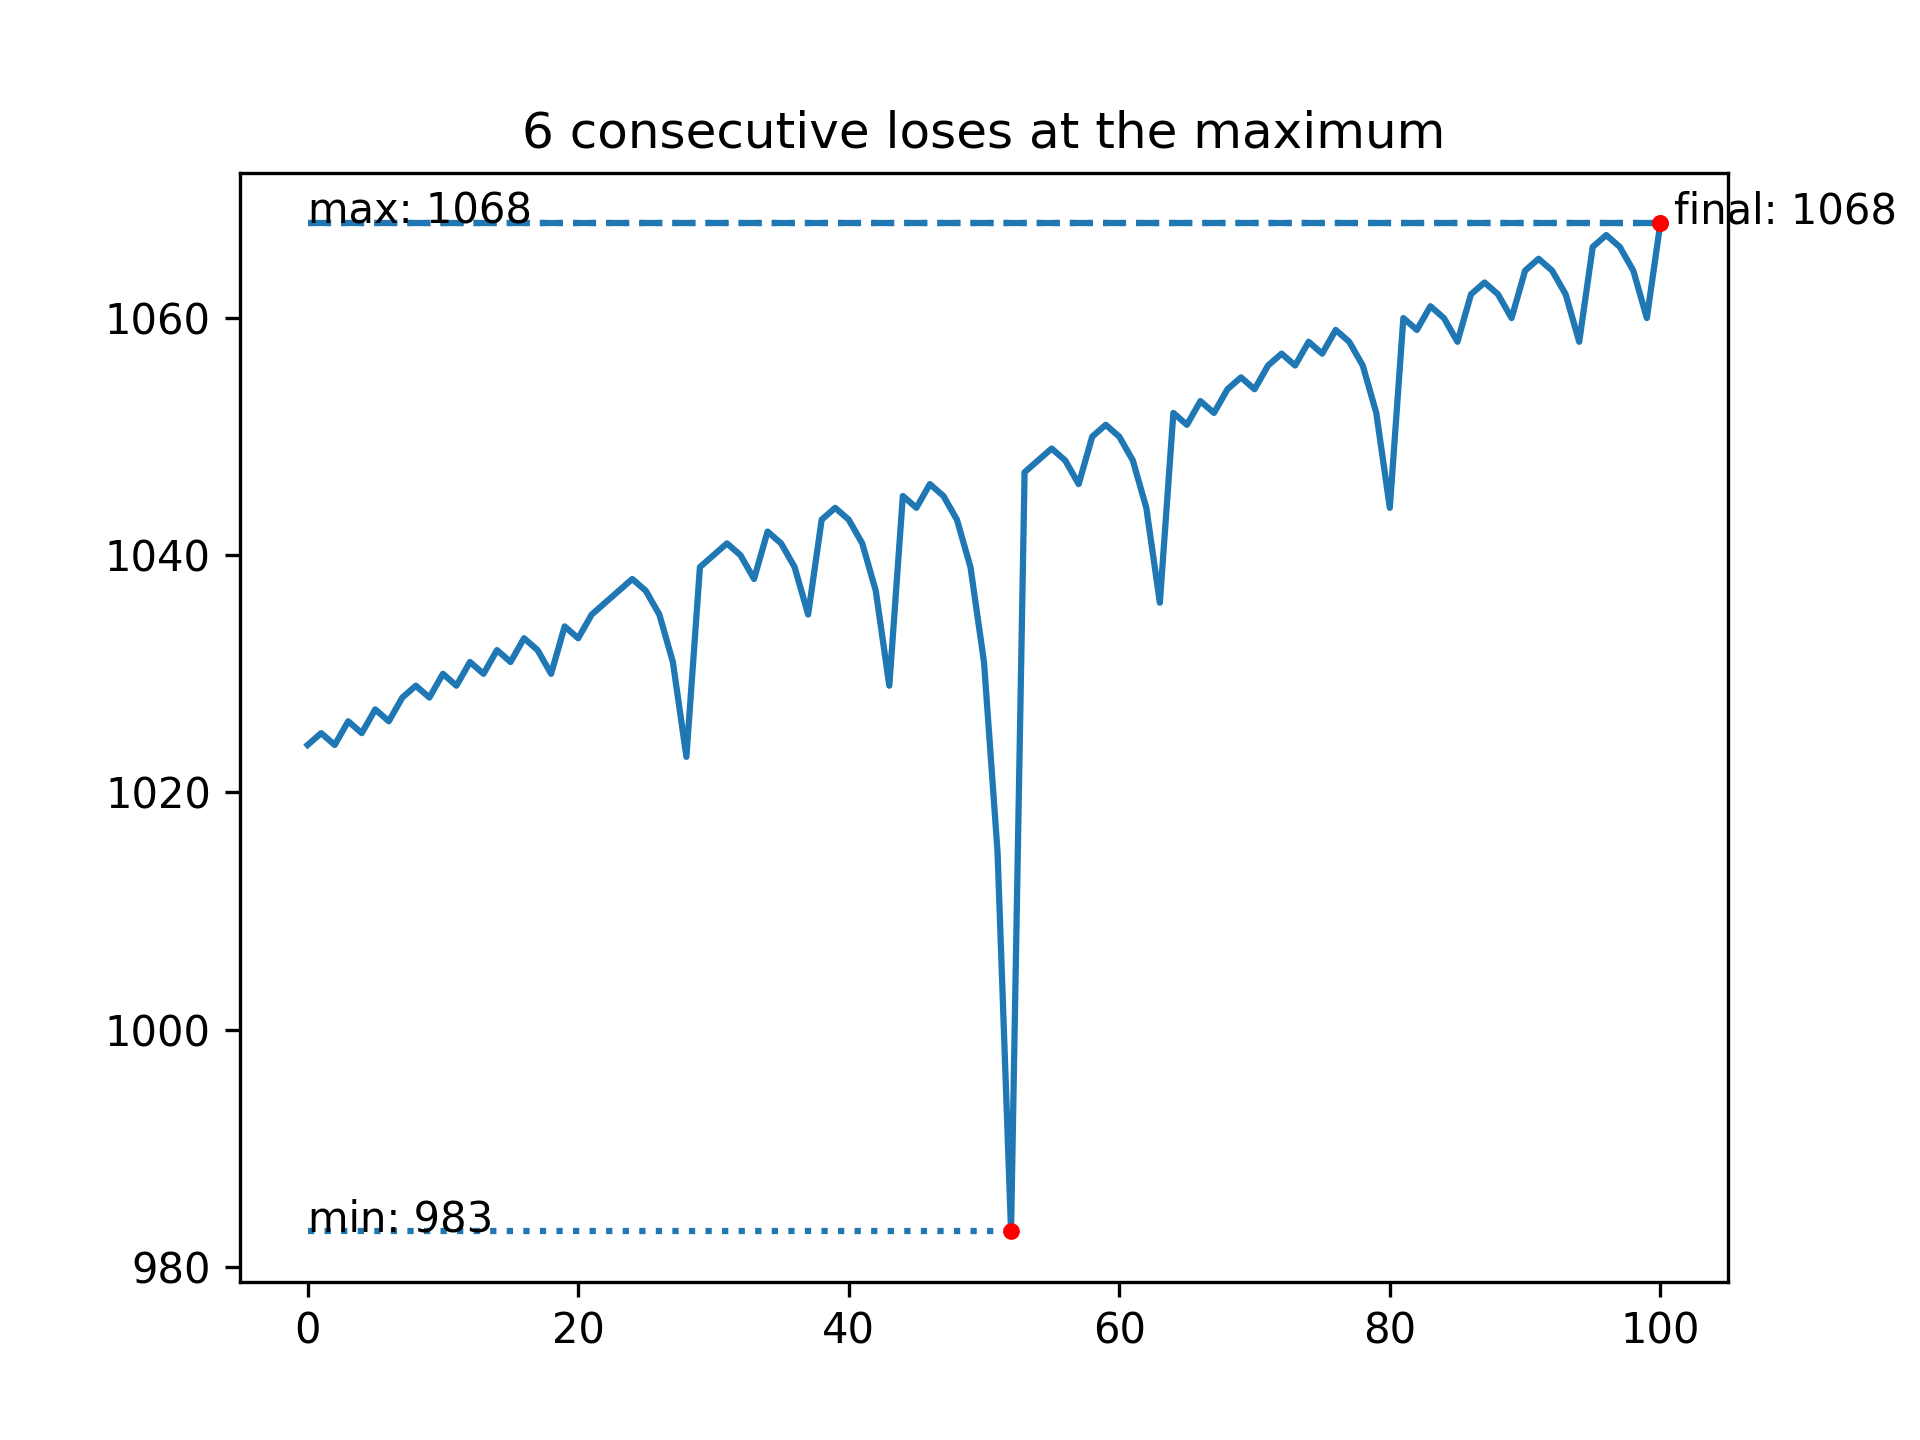 6 consecutive loses at the maximum
max: 1068
final: 1068
1060
1040
1020
1000
min: 983
980
0 20 40 60 80 100